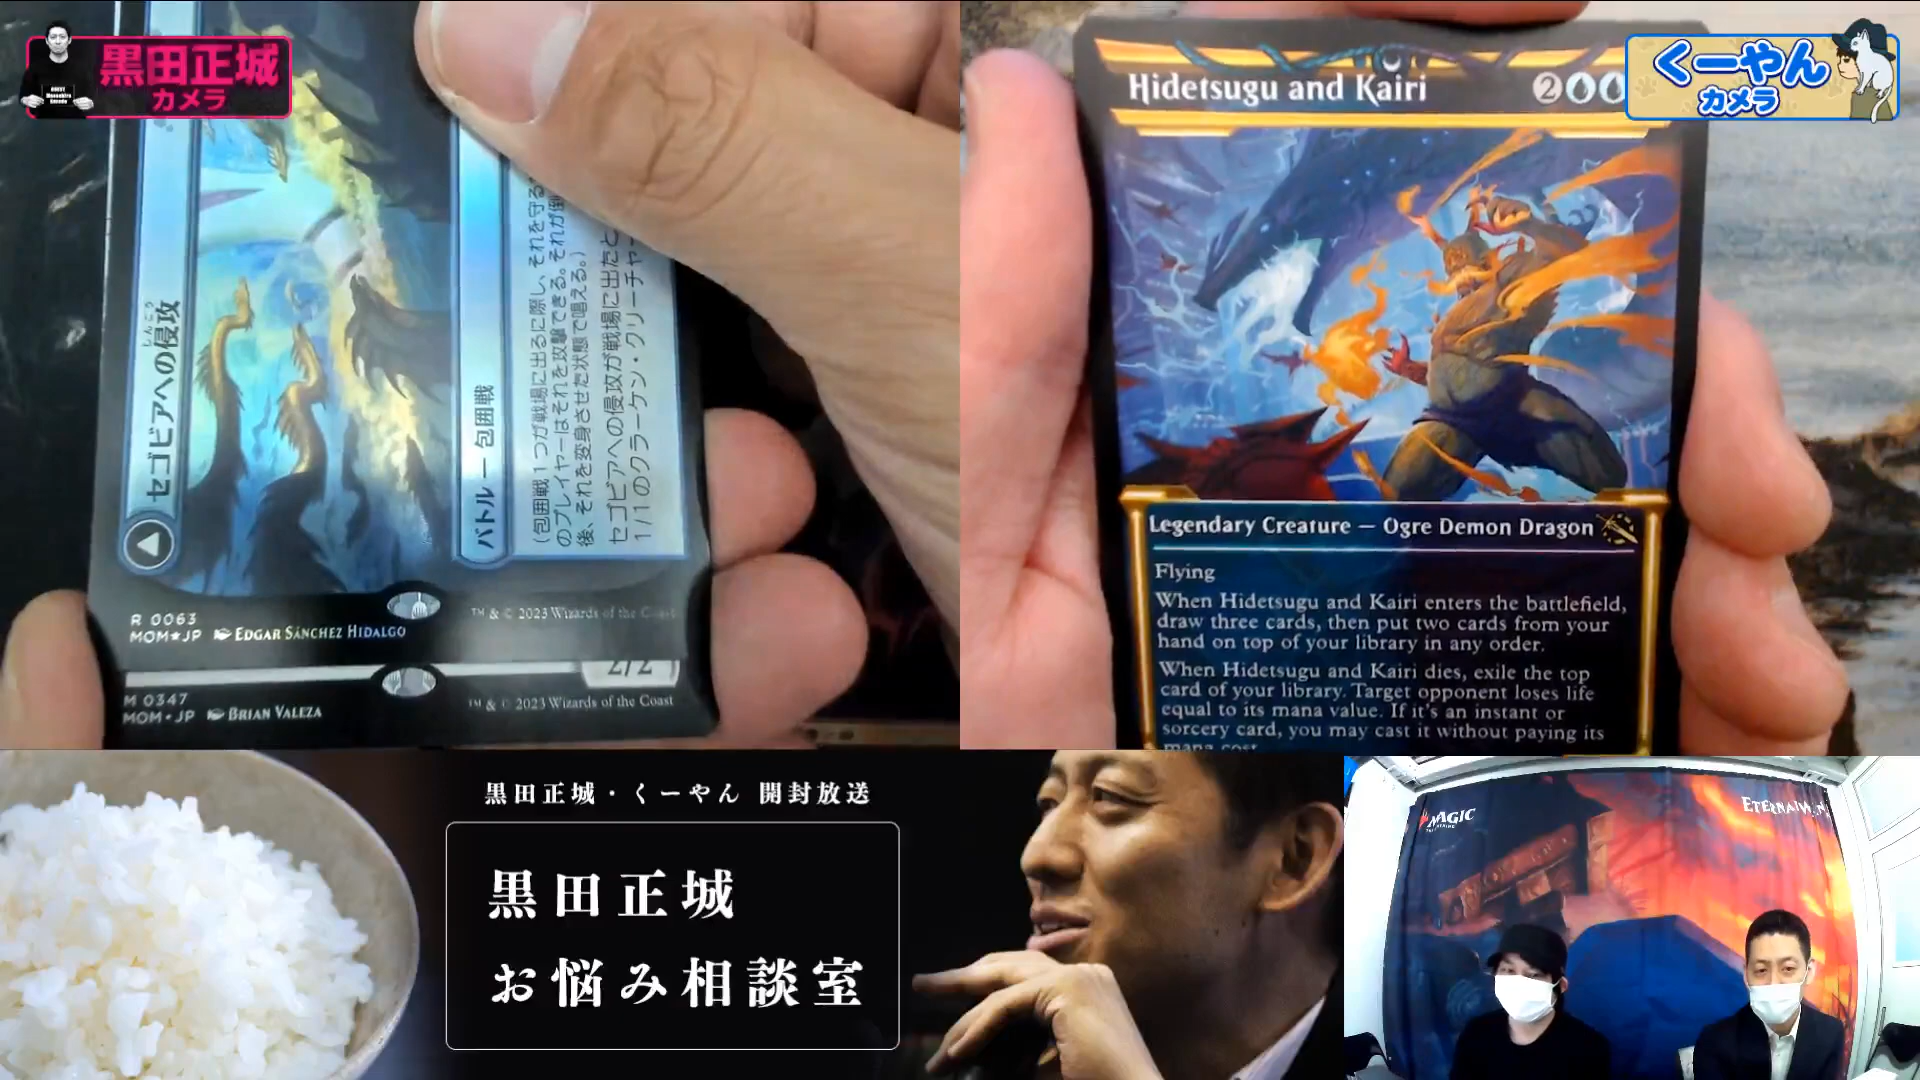 黒田正城
カメラ
セゴビアへの侵攻
しんこう
バトル — 包囲戦
（包囲戦１つが戦場に出るに際し、それを守る
のプレイヤーはそれを攻撃できる。それが倒
後、それを変身させた状態で唱える。）
セゴビアへの侵攻が戦場に出たと
1/1のクラーケン・クリーチャー
R 0063
MOM★JP EDGAR SÁNCHEZ HIDALGO
™ & © 2023 Wizards of the Coast
2/2
M 0347
MOM • JP BRIAN VALEZA
™ & © 2023 Wizards of the Coast
Hidetsugu and Kairi
2
くーやん
カメラ
Legendary Creature — Ogre Demon Dragon
Flying
When Hidetsugu and Kairi enters the battlefield,
draw three cards, then put two cards from your
hand on top of your library in any order.
When Hidetsugu and Kairi dies, exile the top
card of your library. Target opponent loses life
equal to its mana value. If it's an instant or
sorcery card, you may cast it without paying its
mana cost.
黒田正城・くーやん 開封放送
黒田正城
お悩み相談室
MAGIC